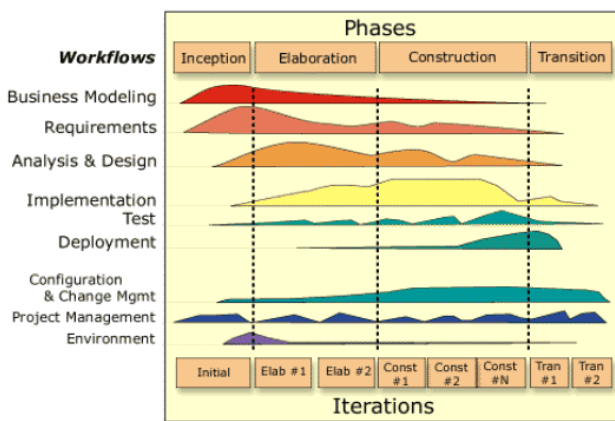 Phases
Workflows
Inception
Elaboration
Construction
Transition
Business Modeling
Requirements
Analysis & Design
Implementation
Test
Deployment
Configuration
& Change Mgmt
Project Management
Environment
Initial
Elab #1
Elab #2
Const
#1
Const
#2
Const
#N
Tran
#1
Tran
#2
Iterations